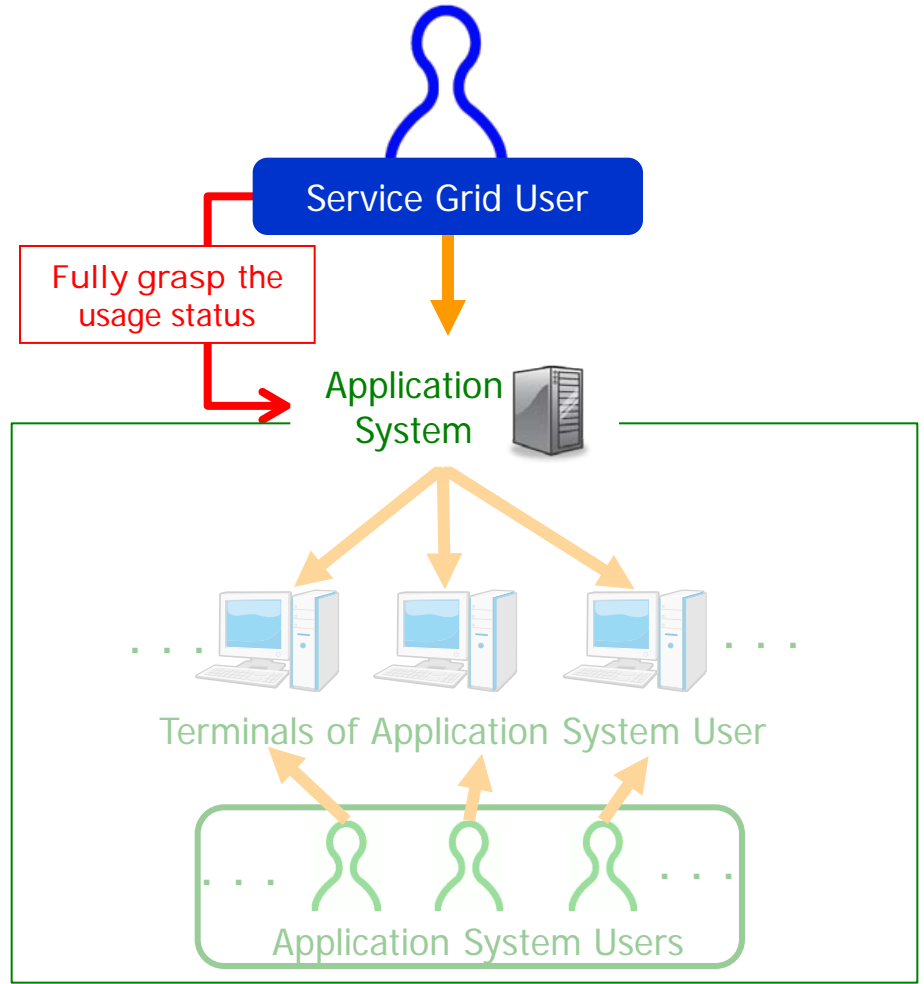 Service Grid User
Fully grasp the
usage status
Application
System
. . .
. . .
Terminals of Application System User
. . .
. . .
Application System Users